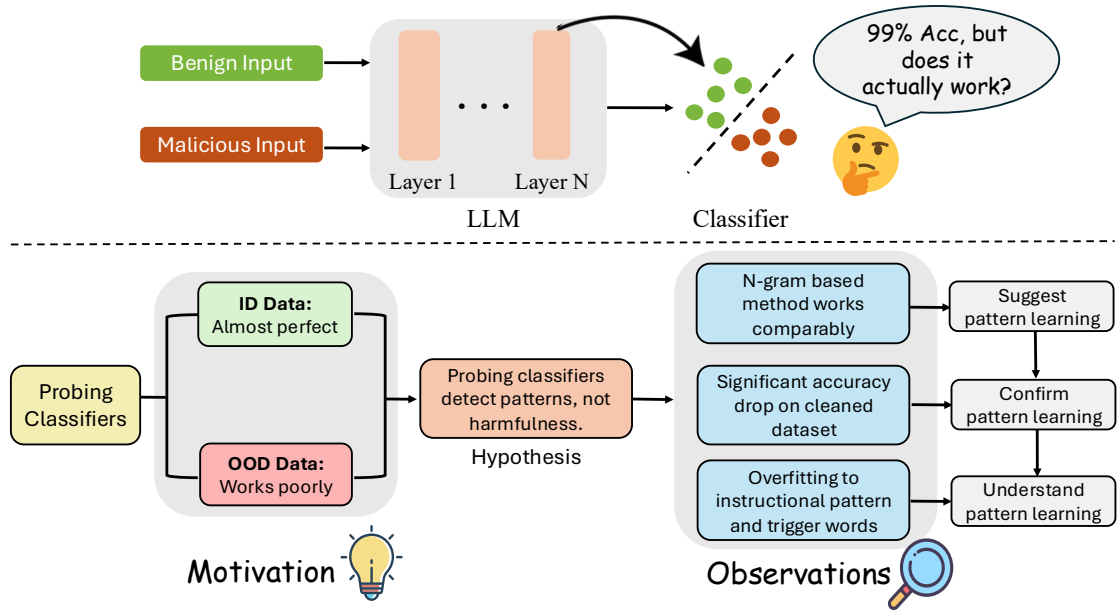 Benign Input
Malicious Input
Layer 1
Layer N
LLM
Classifier
99% Acc, but
does it
actually work?
Probing
Classifiers
ID Data:
Almost perfect
OOD Data:
Works poorly
Motivation
Probing classifiers
detect patterns, not
harmfulness.
Hypothesis
N-gram based
method works
comparably
Significant accuracy
drop on cleaned
dataset
Overfitting to
instructional pattern
and trigger words
Observations
Suggest
pattern learning
Confirm
pattern learning
Understand
pattern learning